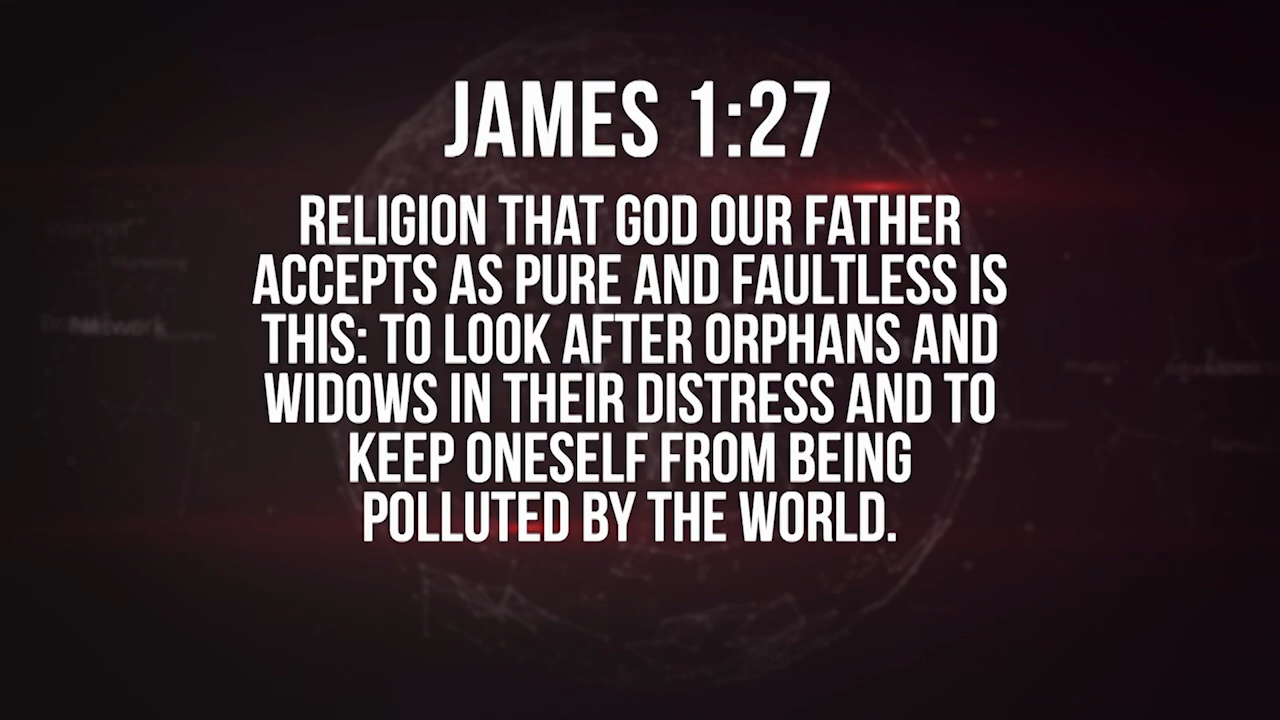 JAMES 1:27
RELIGION THAT GOD OUR FATHER
ACCEPTS AS PURE AND FAULTLESS IS
THIS: TO LOOK AFTER ORPHANS AND
WIDOWS IN THEIR DISTRESS AND TO
KEEP ONESELF FROM BEING
POLLUTED BY THE WORLD.
Network